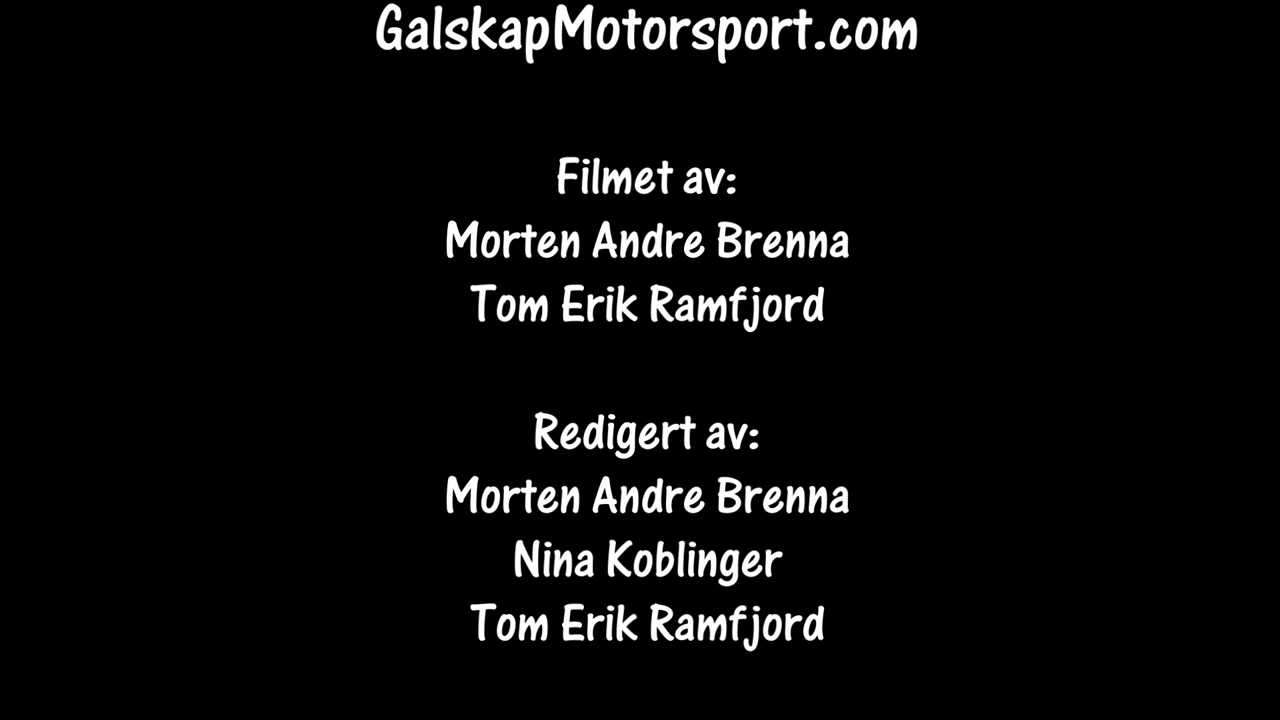 GalskapMotorsport.com
Filmet av:
Morten Andre Brenna
Tom Erik Ramfjord
Redigert av:
Morten Andre Brenna
Nina Koblinger
Tom Erik Ramfjord